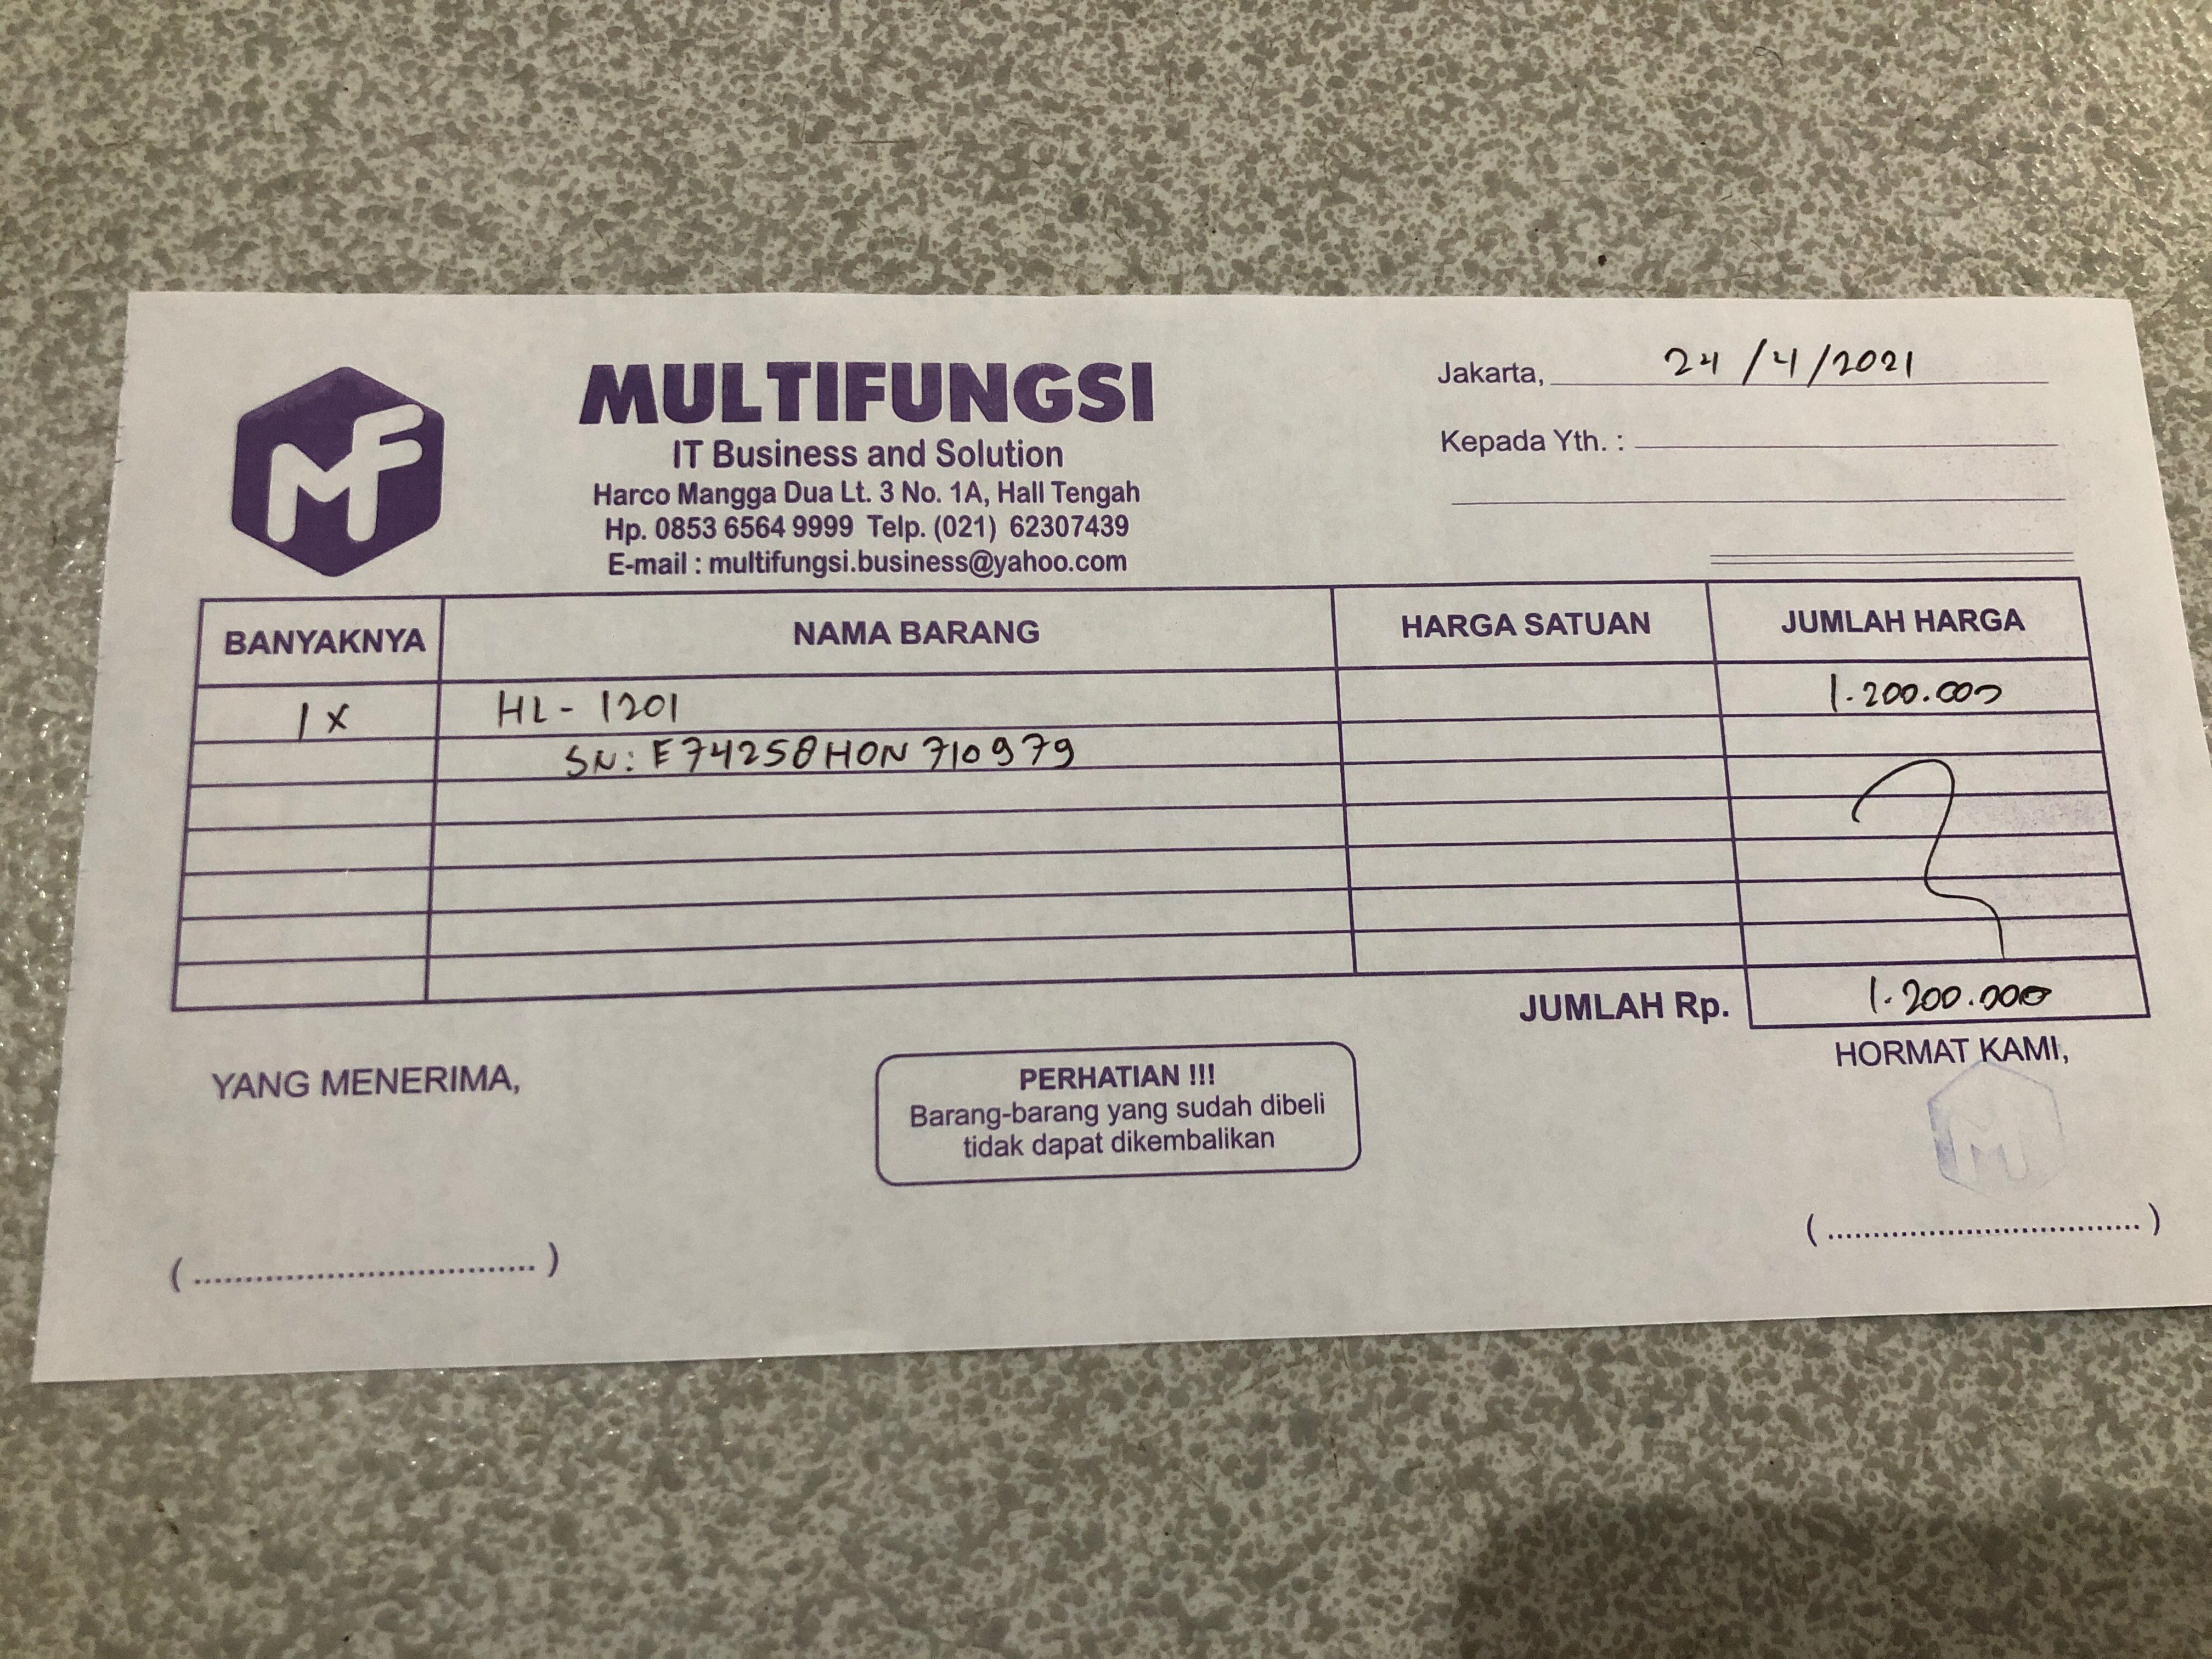 MF
MULTIFUNGSI
IT Business and Solution
Harco Mangga Dua Lt. 3 No. 1A, Hall Tengah
Hp. 0853 6564 9999 Telp. (021) 62307439
E-mail : multifungsi.business@yahoo.com
Jakarta, 24/4/2021
Kepada Yth. :
BANYAKNYA NAMA BARANG HARGA SATUAN JUMLAH HARGA
1 X HL - 1201 1.200.000
SN: E74258HON710979
JUMLAH Rp. 1.200.000
YANG MENERIMA,
PERHATIAN !!!
Barang-barang yang sudah dibeli
tidak dapat dikembalikan
HORMAT KAMI,
MF
( .................................. )
( .................................. )